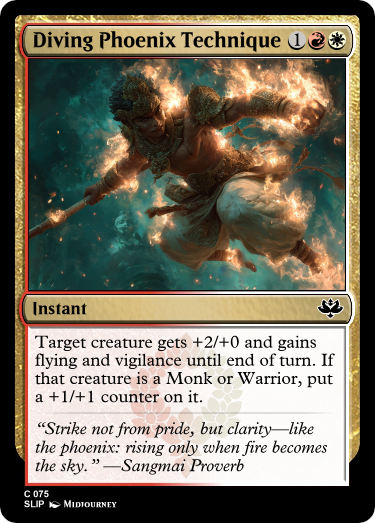 Diving Phoenix Technique 1
Instant
Target creature gets +2/+0 and gains
flying and vigilance until end of turn. If
that creature is a Monk or Warrior, put
a +1/+1 counter on it.
“Strike not from pride, but clarity—like
the phoenix: rising only when fire becomes
the sky.” —Sangmai Proverb
C 075
SLIP Midjourney